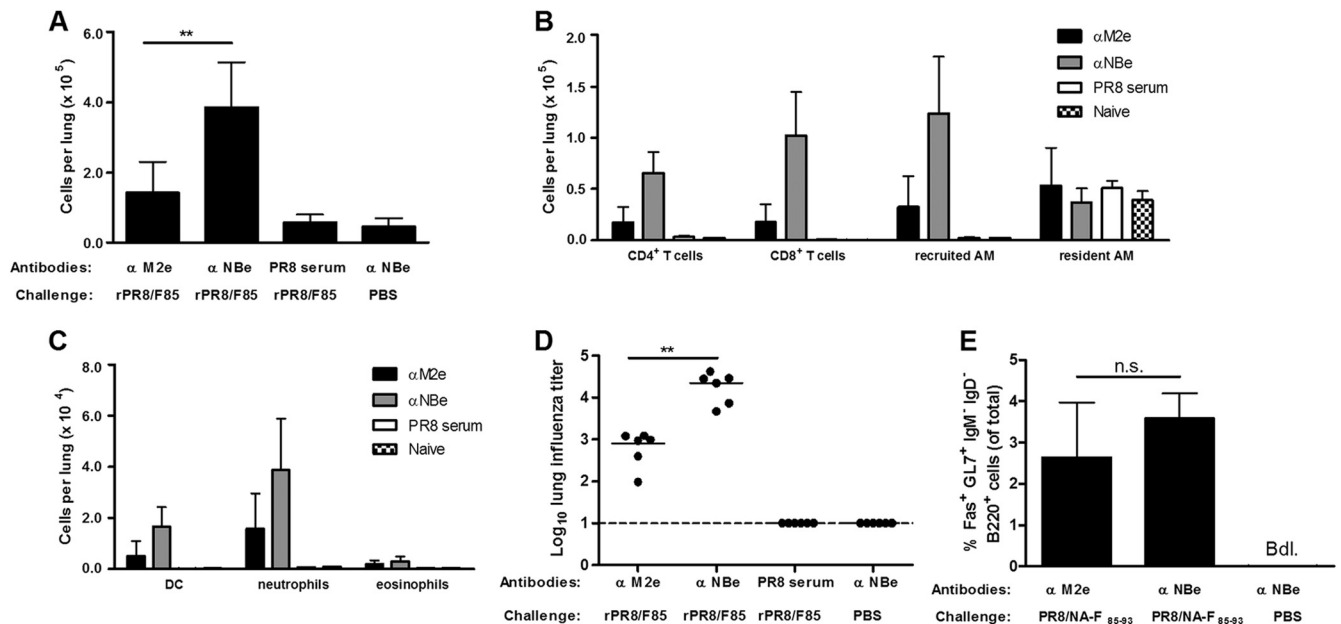 A
**
Cells per lung (x 10⁵)
6.0
4.0
2.0
0.0
Antibodies: α M2e α NBe PR8 serum α NBe
Challenge: rPR8/F85 rPR8/F85 rPR8/F85 PBS
B
Cells per lung (x 10⁵)
2.0
1.5
1.0
0.5
0.0
αM2e
αNBe
PR8 serum
Naive
CD4⁺ T cells CD8⁺ T cells recruited AM resident AM
C
Cells per lung (x 10⁴)
8.0
6.0
4.0
2.0
0.0
αM2e
αNBe
PR8 serum
Naive
DC neutrophils eosinophils
D
**
Log₁₀ lung influenza titer
5
4
3
2
1
0
Antibodies: α M2e α NBe PR8 serum α NBe
Challenge: rPR8/F85 rPR8/F85 rPR8/F85 PBS
E
n.s.
% Fas⁺ GL7⁺ IgM⁻ IgD⁻
B220⁺ cells (of total)
5
4
3
2
1
0
Bdl.
Antibodies: α M2e α NBe α NBe
Challenge: PR8/NA-F ₈₅₋₉₃ PR8/NA-F ₈₅₋₉₃ PBS